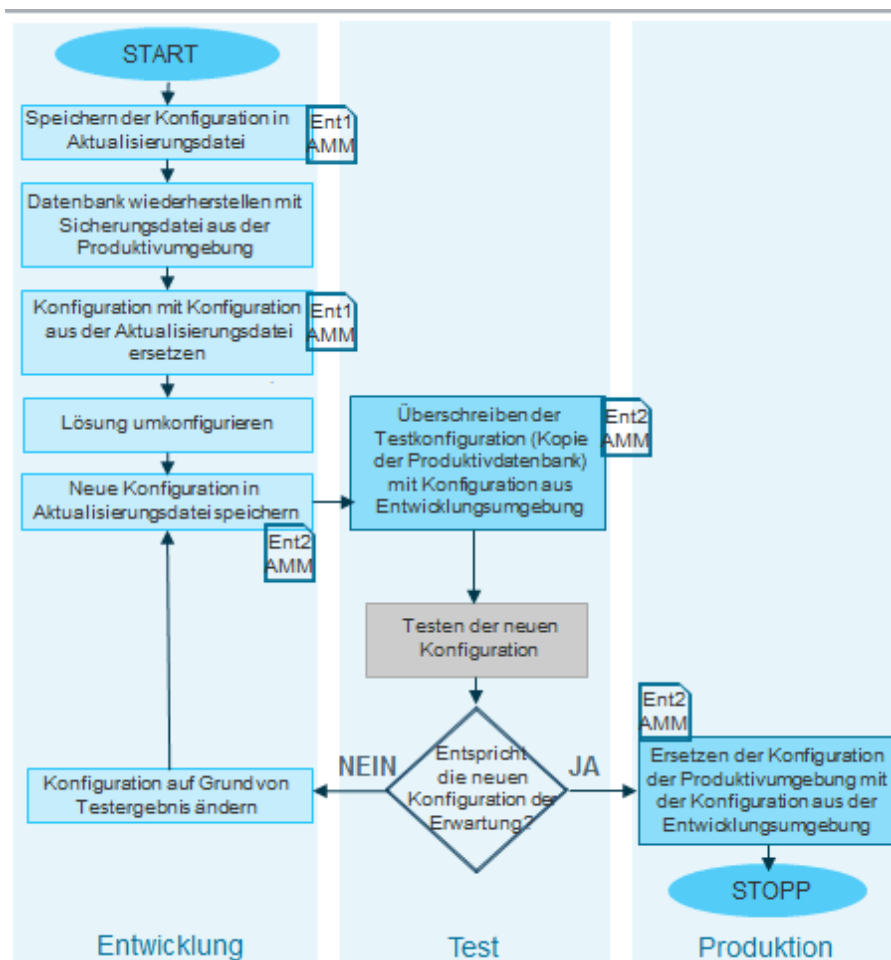 START
Speichern der Konfiguration in
Aktualisierungsdatei
Ent1
AMM
Datenbank wiederherstellen mit
Sicherungsdatei aus der
Produktivumgebung
Konfiguration mit Konfiguration
aus der Aktualisierungsdatei
ersetzen
Ent1
AMM
Lösung umkonfigurieren
Neue Konfiguration in
Aktualisierungsdatei speichern
Ent2
AMM
Überschreiben der
Testkonfiguration (Kopie
der Produktivdatenbank)
mit Konfiguration aus
Entwicklungsumgebung
Ent2
AMM
Testen der neuen
Konfiguration
Entspricht
die neuen
Konfiguration der
Erwartung?
NEIN
JA
Konfiguration auf Grund von
Testergebnis ändern
Ent2
AMM
Ersetzen der Konfiguration
der Produktivumgebung mit
der Konfiguration aus der
Entwicklungsumgebung
STOPP
Entwicklung
Test
Produktion